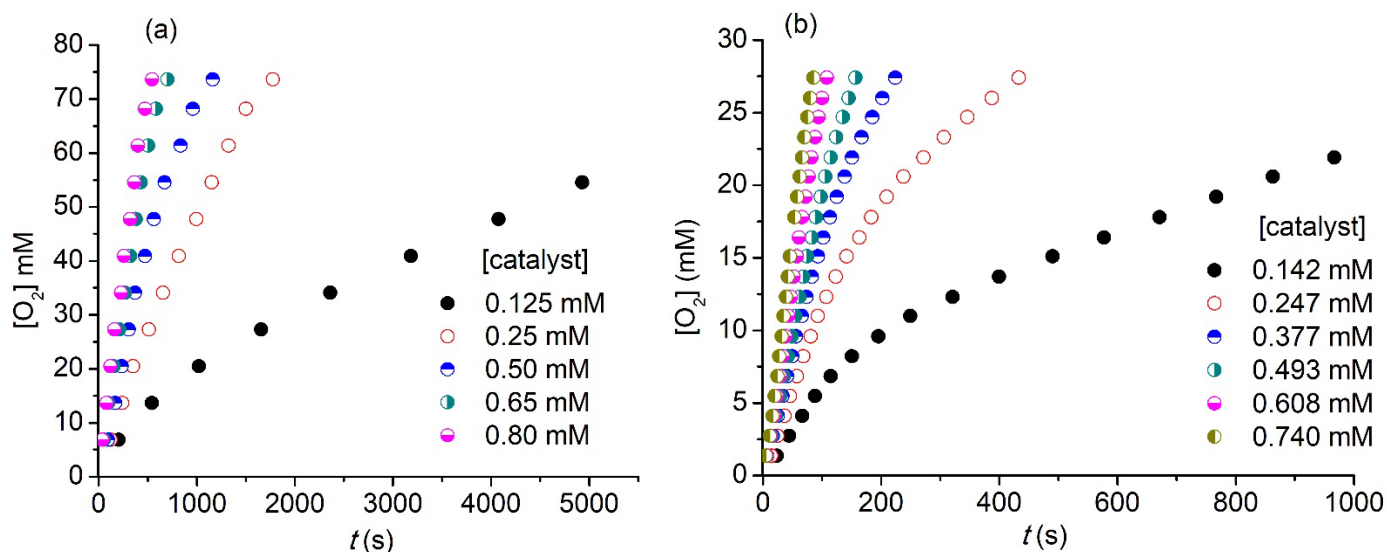 (a)
[O₂] mM
80
70
60
50
40
30
20
10
0
0 1000 2000 3000 4000 5000
t (s)
[catalyst]
0.125 mM
0.25 mM
0.50 mM
0.65 mM
0.80 mM
(b)
[O₂] (mM)
30
25
20
15
10
5
0
0 200 400 600 800 1000
t (s)
[catalyst]
0.142 mM
0.247 mM
0.377 mM
0.493 mM
0.608 mM
0.740 mM